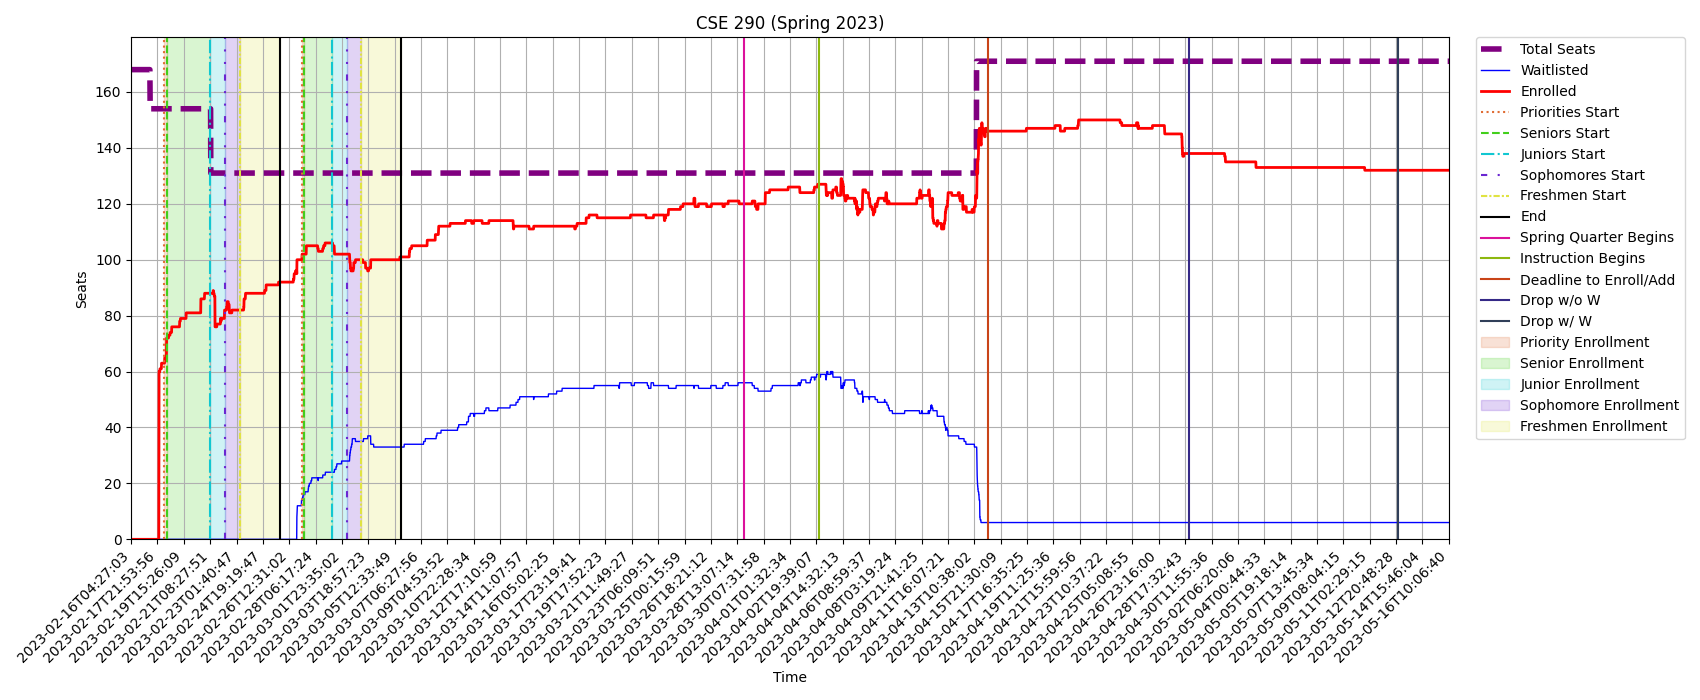 CSE 290 (Spring 2023)
Seats
160
140
120
100
80
60
40
20
0
2023-02-16T04:27:03
2023-02-17T21:53:56
2023-02-19T15:26:09
2023-02-21T08:27:51
2023-02-23T01:40:47
2023-02-24T19:19:47
2023-02-26T12:31:02
2023-02-28T06:17:24
2023-03-01T23:35:02
2023-03-03T18:57:23
2023-03-05T12:33:49
2023-03-07T06:27:56
2023-03-09T04:53:52
2023-03-10T22:28:34
2023-03-12T17:10:59
2023-03-14T11:07:57
2023-03-16T05:02:25
2023-03-17T23:19:41
2023-03-19T17:52:23
2023-03-21T11:49:27
2023-03-23T06:09:51
2023-03-25T00:15:59
2023-03-26T18:21:12
2023-03-28T13:07:14
2023-03-30T07:31:58
2023-04-01T01:32:34
2023-04-02T19:39:07
2023-04-04T14:32:13
2023-04-06T08:59:37
2023-04-08T03:19:24
2023-04-09T21:41:25
2023-04-11T16:07:21
2023-04-13T10:38:02
2023-04-15T21:30:09
2023-04-17T16:35:25
2023-04-19T11:25:36
2023-04-21T05:59:56
2023-04-23T10:37:22
2023-04-25T05:08:55
2023-04-26T23:16:00
2023-04-28T17:32:43
2023-04-30T11:55:36
2023-05-02T06:20:06
2023-05-04T00:44:33
2023-05-05T19:18:14
2023-05-07T13:45:34
2023-05-09T08:04:15
2023-05-11T02:29:15
2023-05-12T20:48:28
2023-05-14T15:46:04
2023-05-16T10:06:40
Time
Total Seats
Waitlisted
Enrolled
Priorities Start
Seniors Start
Juniors Start
Sophomores Start
Freshmen Start
End
Spring Quarter Begins
Instruction Begins
Deadline to Enroll/Add
Drop w/o W
Drop w/ W
Priority Enrollment
Senior Enrollment
Junior Enrollment
Sophomore Enrollment
Freshmen Enrollment